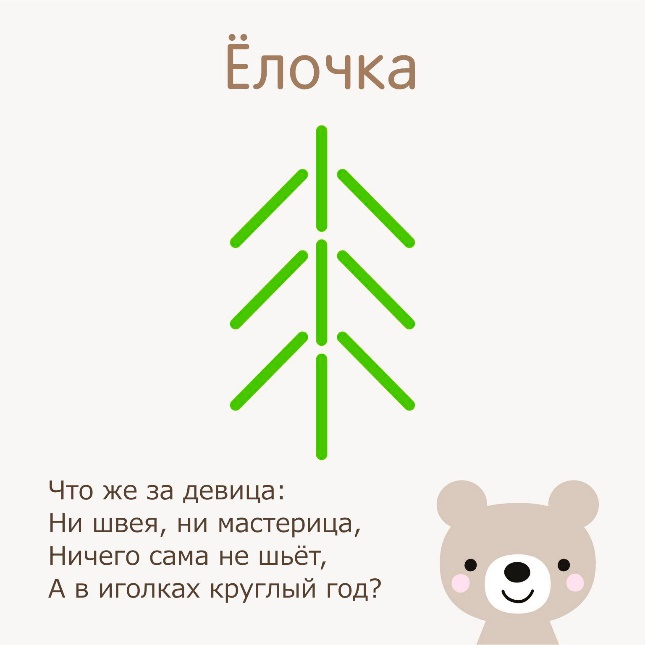 Ёлочка
Что же за девица:
Ни швея, ни мастерица,
Ничего сама не шьёт,
А в иголках круглый год?